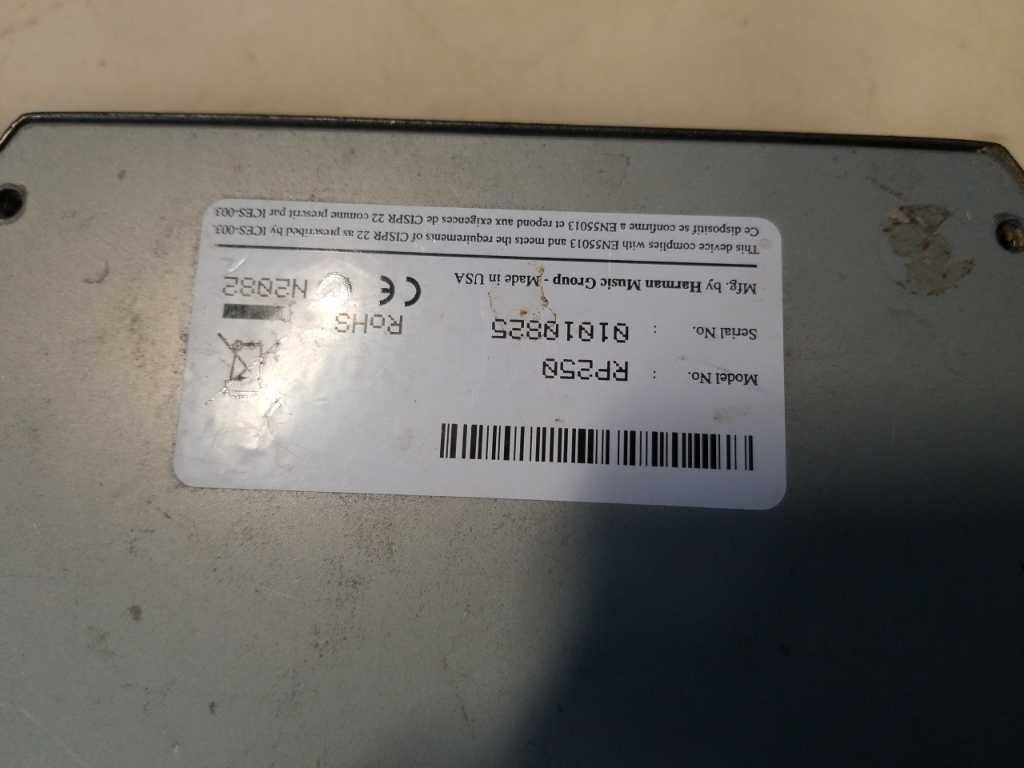 Model No. : RP250
Serial No. : 01010825 RoHS
Mfg. by Harman Music Group - Made in USA CE N2082
This device complies with EN55013 and meets the requirements of CISPR 22 as prescribed by ICES-003.
Ce dispositif se confirme a EN55013 et repond aux exigences de CISPR 22 comme prescrit par ICES-003.